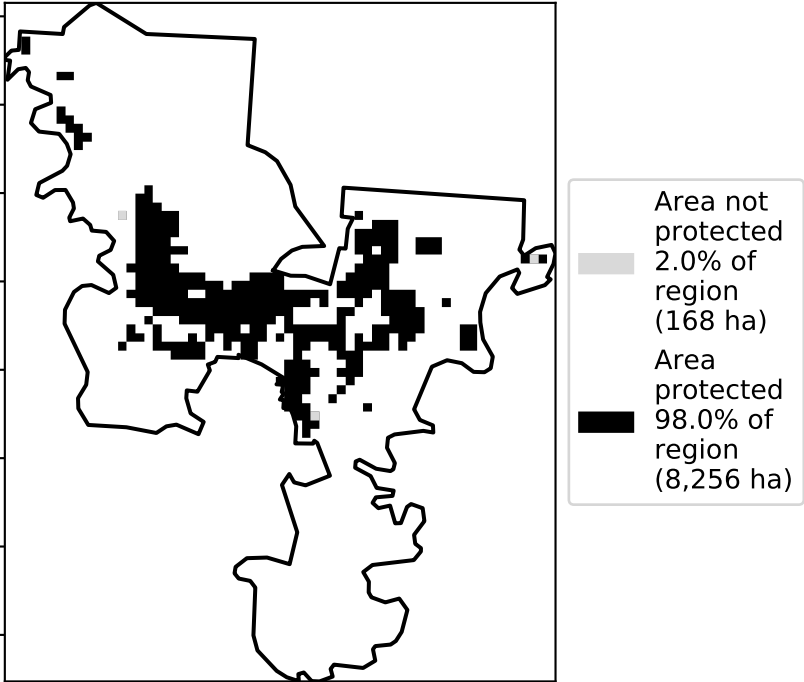 Area not
protected
2.0% of
region
(168 ha)
Area
protected
98.0% of
region
(8,256 ha)